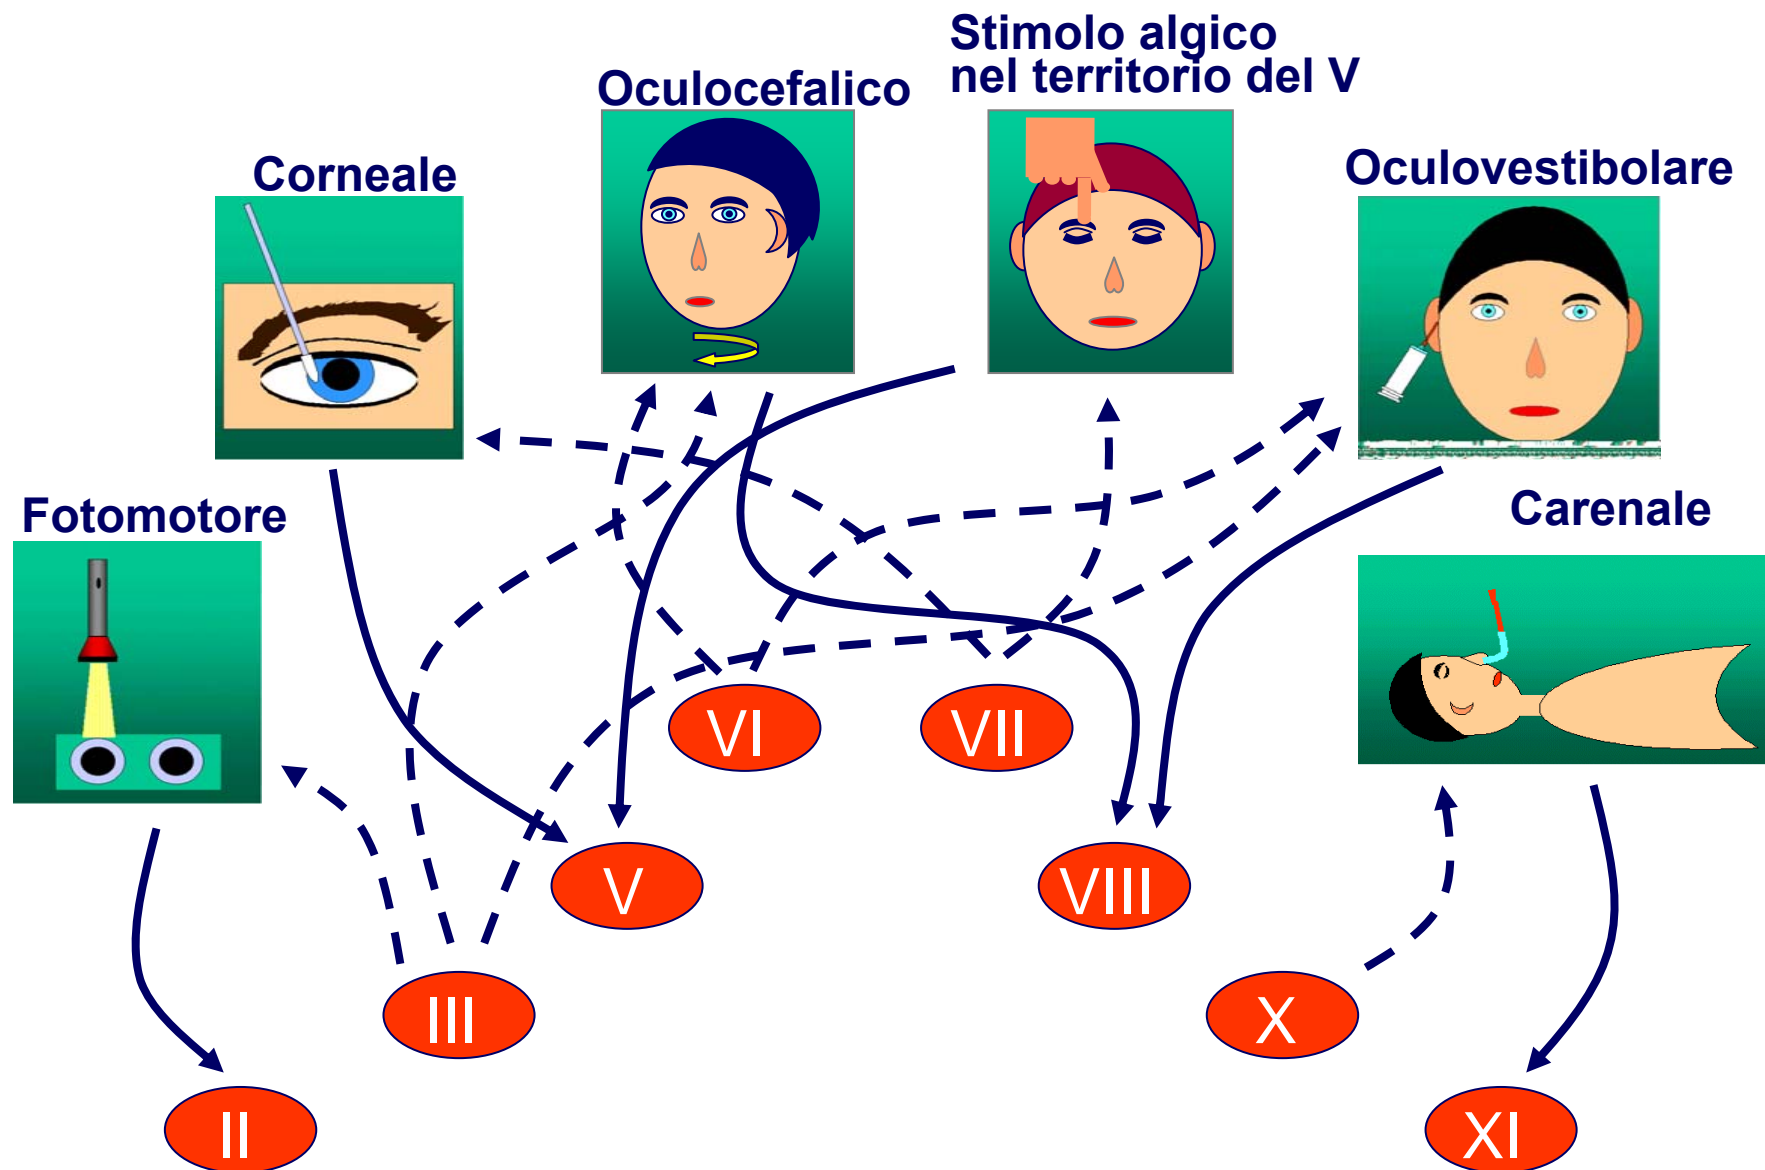 Stimolo algico
nel territorio del V
Oculocefalico
Corneale
Oculovestibolare
Fotomotore
Carenale
VI
VII
V
VIII
III
X
II
XI